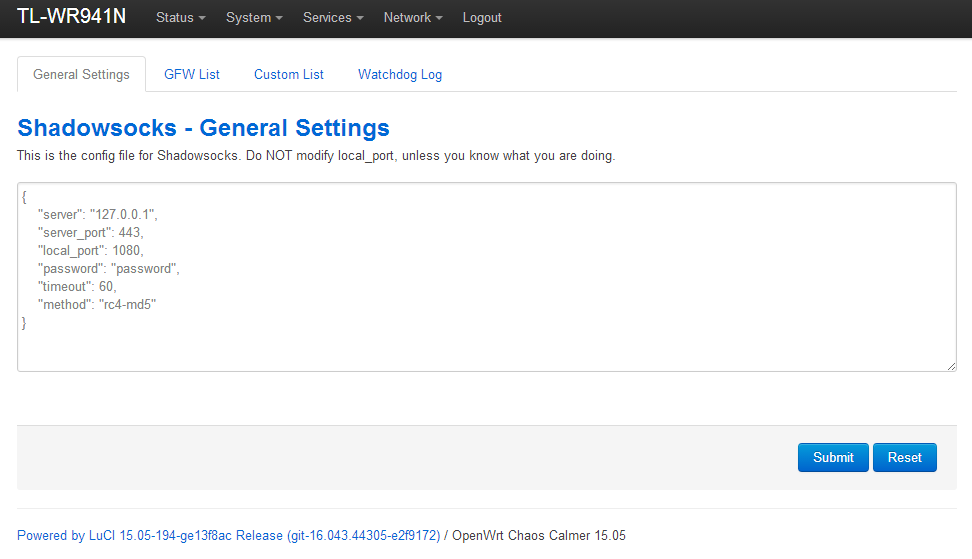 TL-WR941N Status System Services Network Logout
General Settings GFW List Custom List Watchdog Log
Shadowsocks - General Settings
This is the config file for Shadowsocks. Do NOT modify local_port, unless you know what you are doing.
{
"server": "127.0.0.1",
"server_port": 443,
"local_port": 1080,
"password": "password",
"timeout": 60,
"method": "rc4-md5"
}
Submit Reset
Powered by LuCI 15.05-194-ge13f8ac Release (git-16.043.44305-e2f9172) / OpenWrt Chaos Calmer 15.05